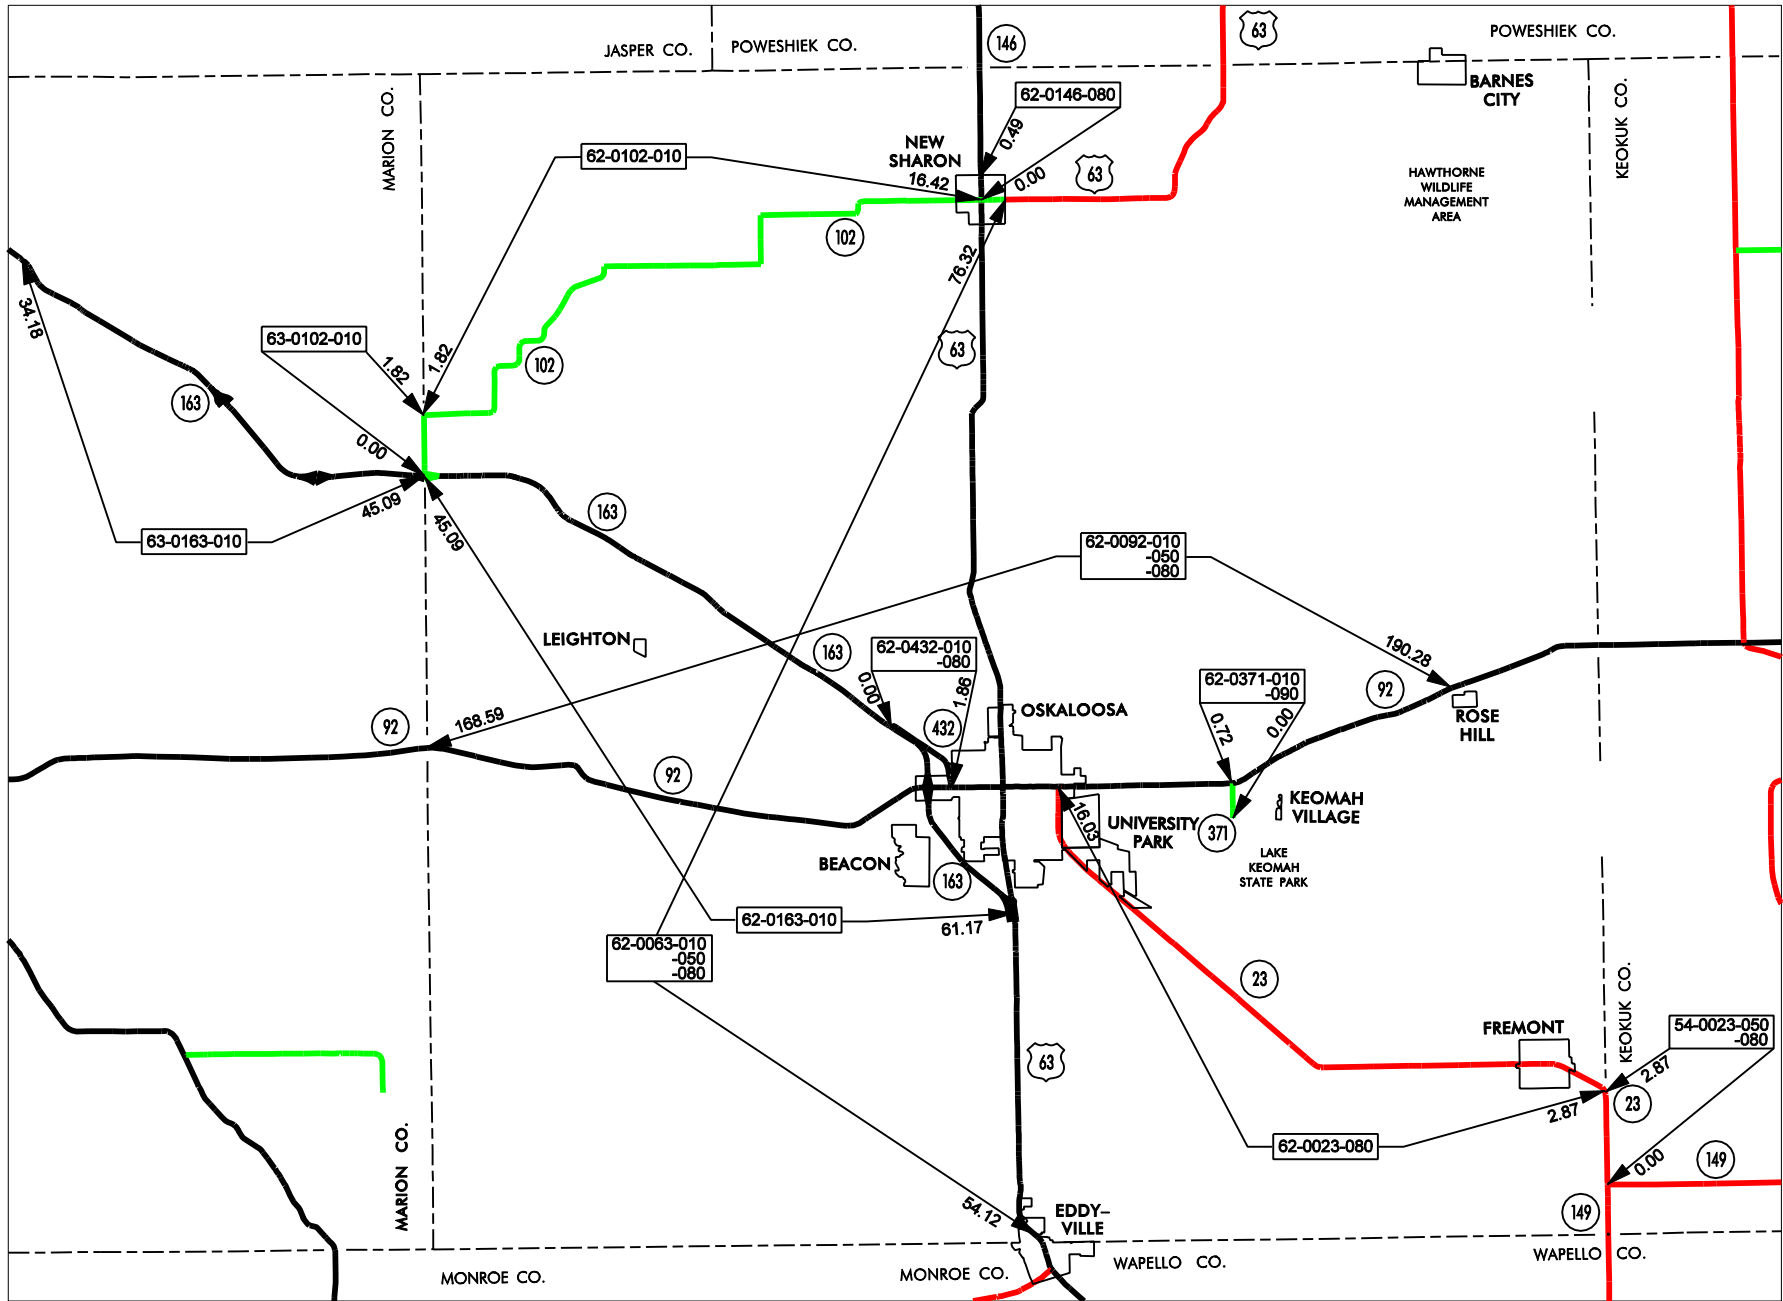 JASPER CO.
POWESHIEK CO.
146
63
POWESHIEK CO.
BARNES
CITY
MARION CO.
KEOKUK CO.
62-0146-080
0.49
0.00
NEW
SHARON
16.42
63
62-0102-010
HAWTHORNE
WILDLIFE
MANAGEMENT
AREA
102
76.32
34.18
63-0102-010
1.82
1.82
102
63
163
0.00
45.09
45.09
63-0163-010
163
62-0092-010
-050
-080
LEIGHTON
163
62-0432-010
-080
0.00
1.86
190.28
62-0371-010
-090
0.72
0.00
92
ROSE
HILL
92
168.59
432
OSKALOOSA
92
16.03
UNIVERSITY
PARK
371
KEOMAH
VILLAGE
LAKE
KEOMAH
STATE PARK
BEACON
163
62-0163-010
61.17
62-0063-010
-050
-080
23
63
FREMONT
KEOKUK CO.
54-0023-050
-080
2.87
2.87
23
62-0023-080
0.00
149
149
MARION CO.
54.12
EDDY-
VILLE
MONROE CO.
MONROE CO.
WAPELLO CO.
WAPELLO CO.